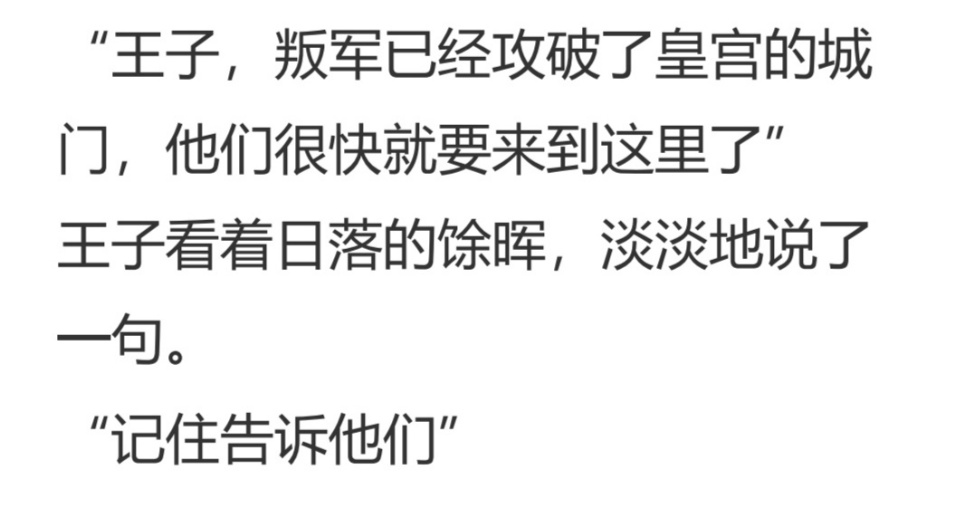 “王子，叛军已经攻破了皇宫的城
门，他们很快就要来到这里了”
王子看着日落的馀晖，淡淡地说了
一句。
“记住告诉他们”